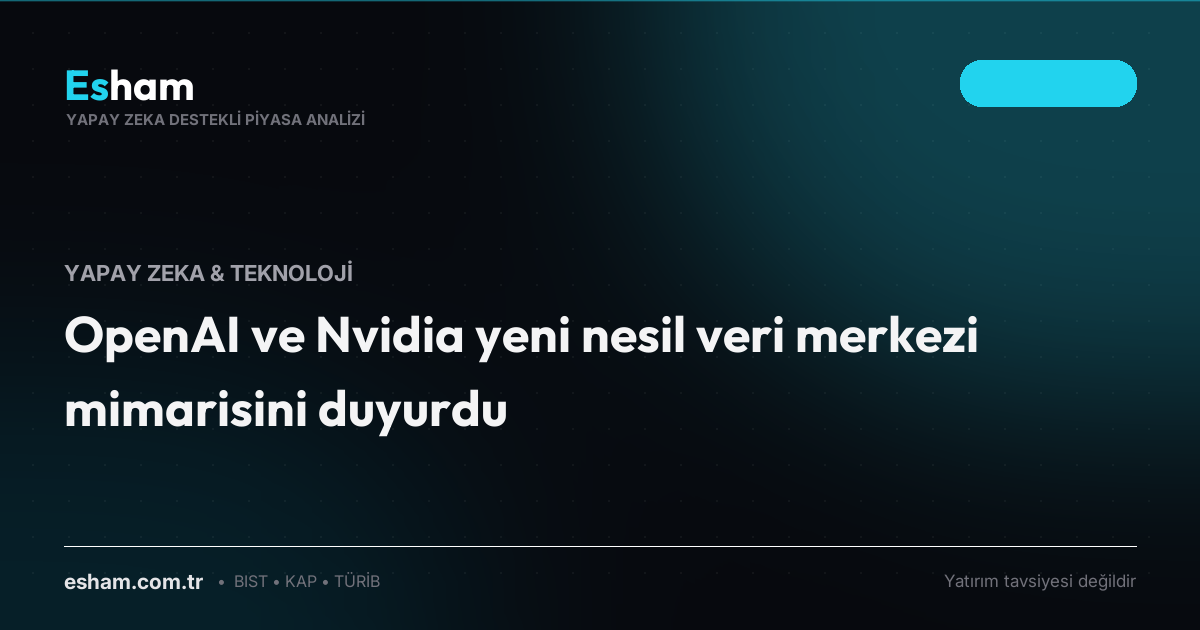 Esham
YAPAY ZEKA DESTEKLİ PİYASA ANALİZİ
YAPAY ZEKA & TEKNOLOJİ
OpenAI ve Nvidia yeni nesil veri merkezi
mimarisini duyurdu
esham.com.tr • BIST • KAP • TÜRİB
Yatırım tavsiyesi değildir